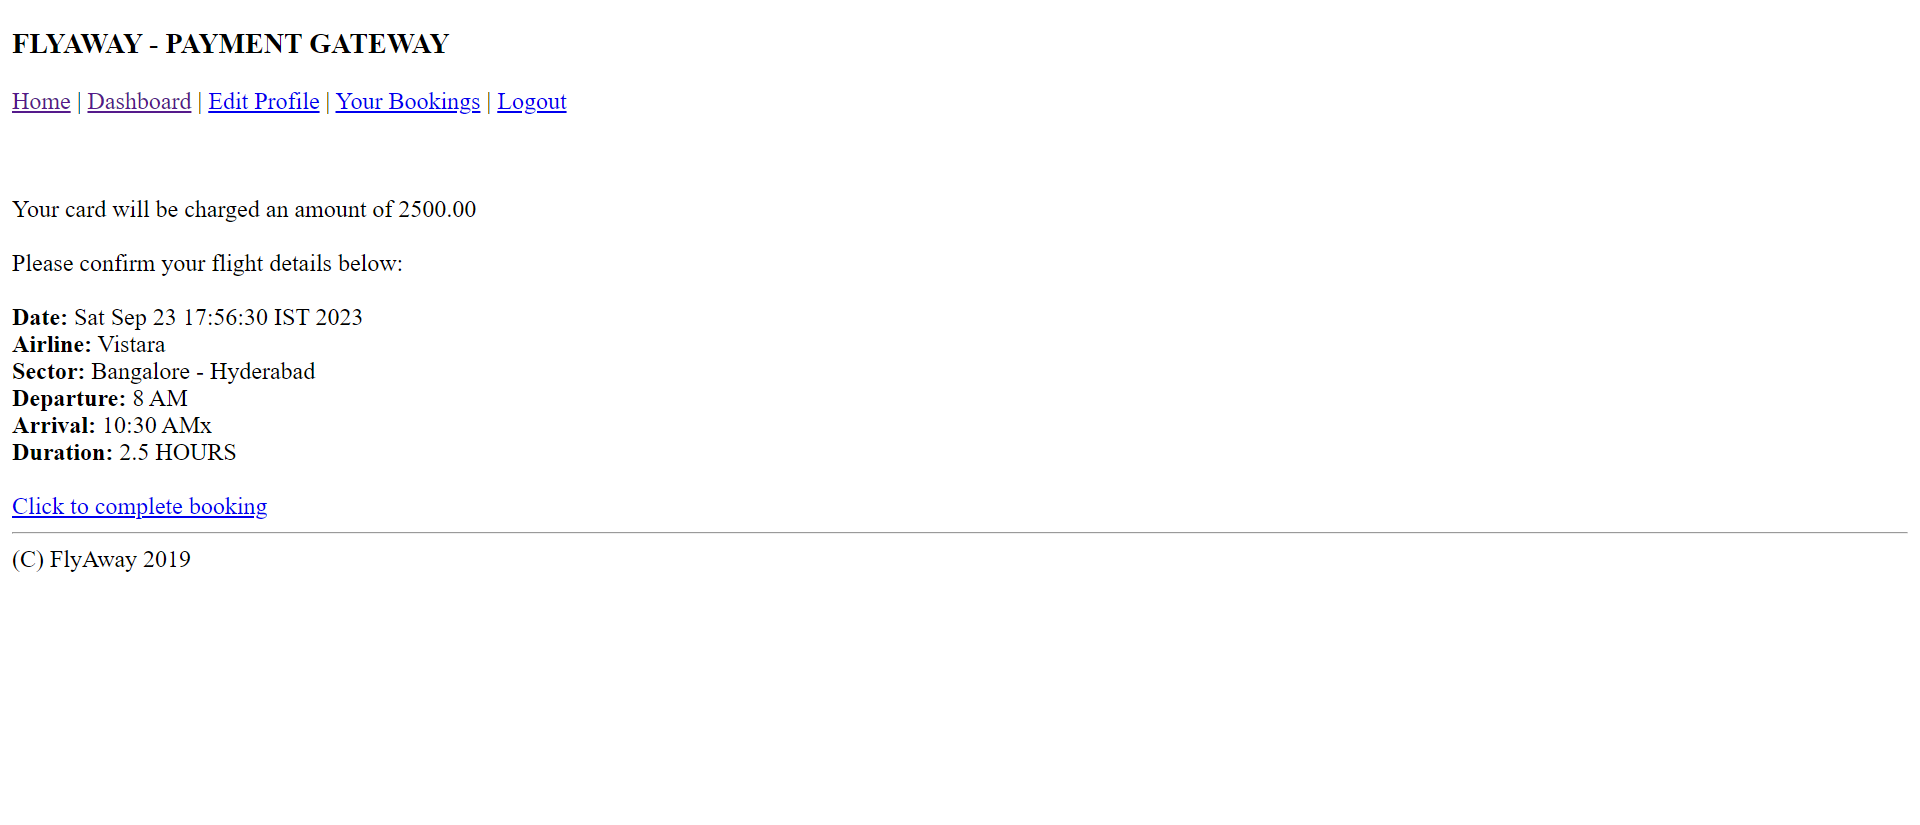 FLYAWAY - PAYMENT GATEWAY
Home | Dashboard | Edit Profile | Your Bookings | Logout
Your card will be charged an amount of 2500.00
Please confirm your flight details below:
Date: Sat Sep 23 17:56:30 IST 2023
Airline: Vistara
Sector: Bangalore - Hyderabad
Departure: 8 AM
Arrival: 10:30 AMx
Duration: 2.5 HOURS
Click to complete booking
(C) FlyAway 2019